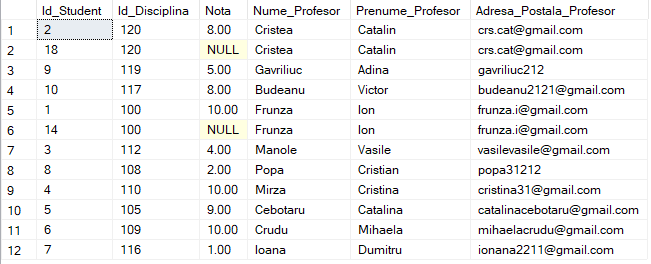 Id_Student Id_Disciplina Nota Nume_Profesor Prenume_Profesor Adresa_Postala_Profesor
1 2 120 8.00 Cristea Catalin crs.cat@gmail.com
2 18 120 NULL Cristea Catalin crs.cat@gmail.com
3 9 119 5.00 Gavriliuc Adina gavriliuc212
4 10 117 8.00 Budeanu Victor budeanu2121@gmail.com
5 1 100 10.00 Frunza Ion frunza.i@gmail.com
6 14 100 NULL Frunza Ion frunza.i@gmail.com
7 3 112 4.00 Manole Vasile vasilevasile@gmail.com
8 8 108 2.00 Popa Cristian popa31212
9 4 110 10.00 Mirza Cristina cristina31@gmail.com
10 5 105 9.00 Cebotaru Catalina catalinacebotaru@gmail.com
11 6 109 10.00 Crudu Mihaela mihaelacrudu@gmail.com
12 7 116 1.00 Ioana Dumitru ionana2211@gmail.com